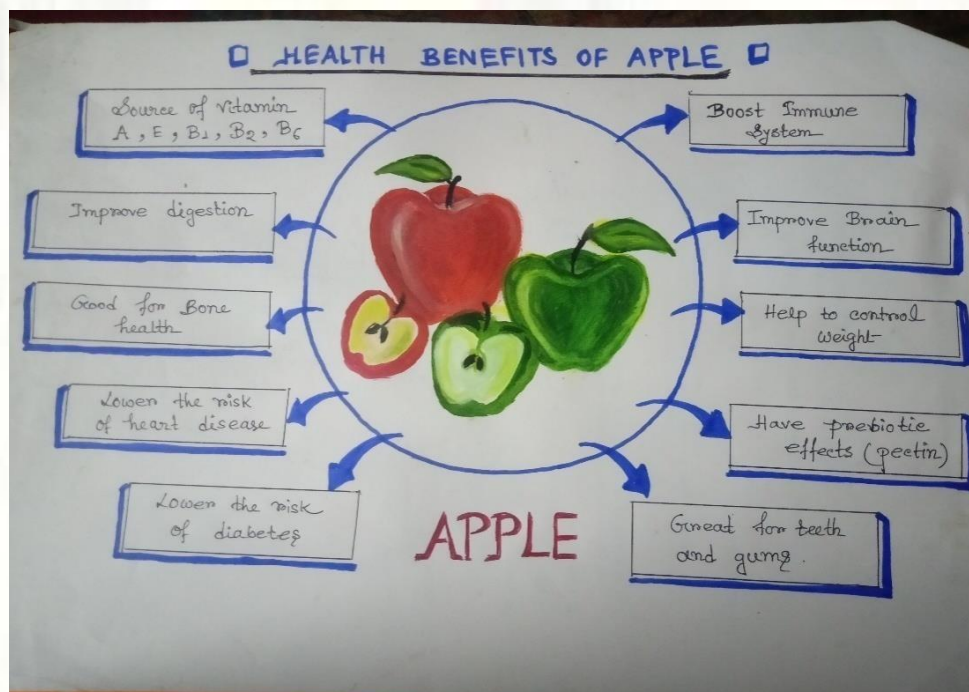 HEALTH BENEFITS OF APPLE
Source of vitamin
A, E, B1, B2, B6
Improve digestion
Good for Bone
health
Lower the risk
of heart disease
Lower the risk
of diabetes
Boost Immune
System
Improve Brain
function
Help to control
weight
Have prebiotic
effects (pectin)
Great for teeth
and gums.
APPLE